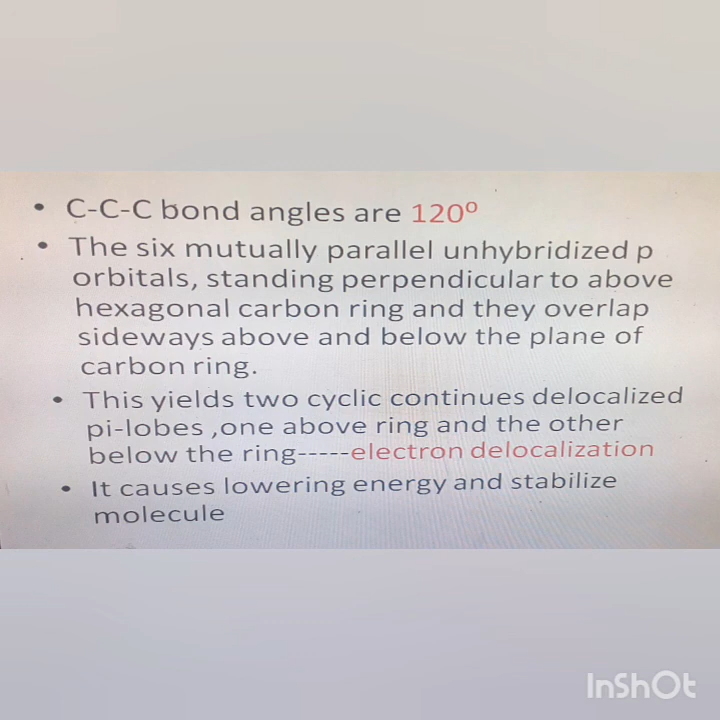 • C-C-C bond angles are 120⁰
• The six mutually parallel unhybridized p
orbitals, standing perpendicular to above
hexagonal carbon ring and they overlap
sideways above and below the plane of
carbon ring.
• This yields two cyclic continues delocalized
pi-lobes ,one above ring and the other
below the ring-----electron delocalization
• It causes lowering energy and stabilize
molecule
InShOt